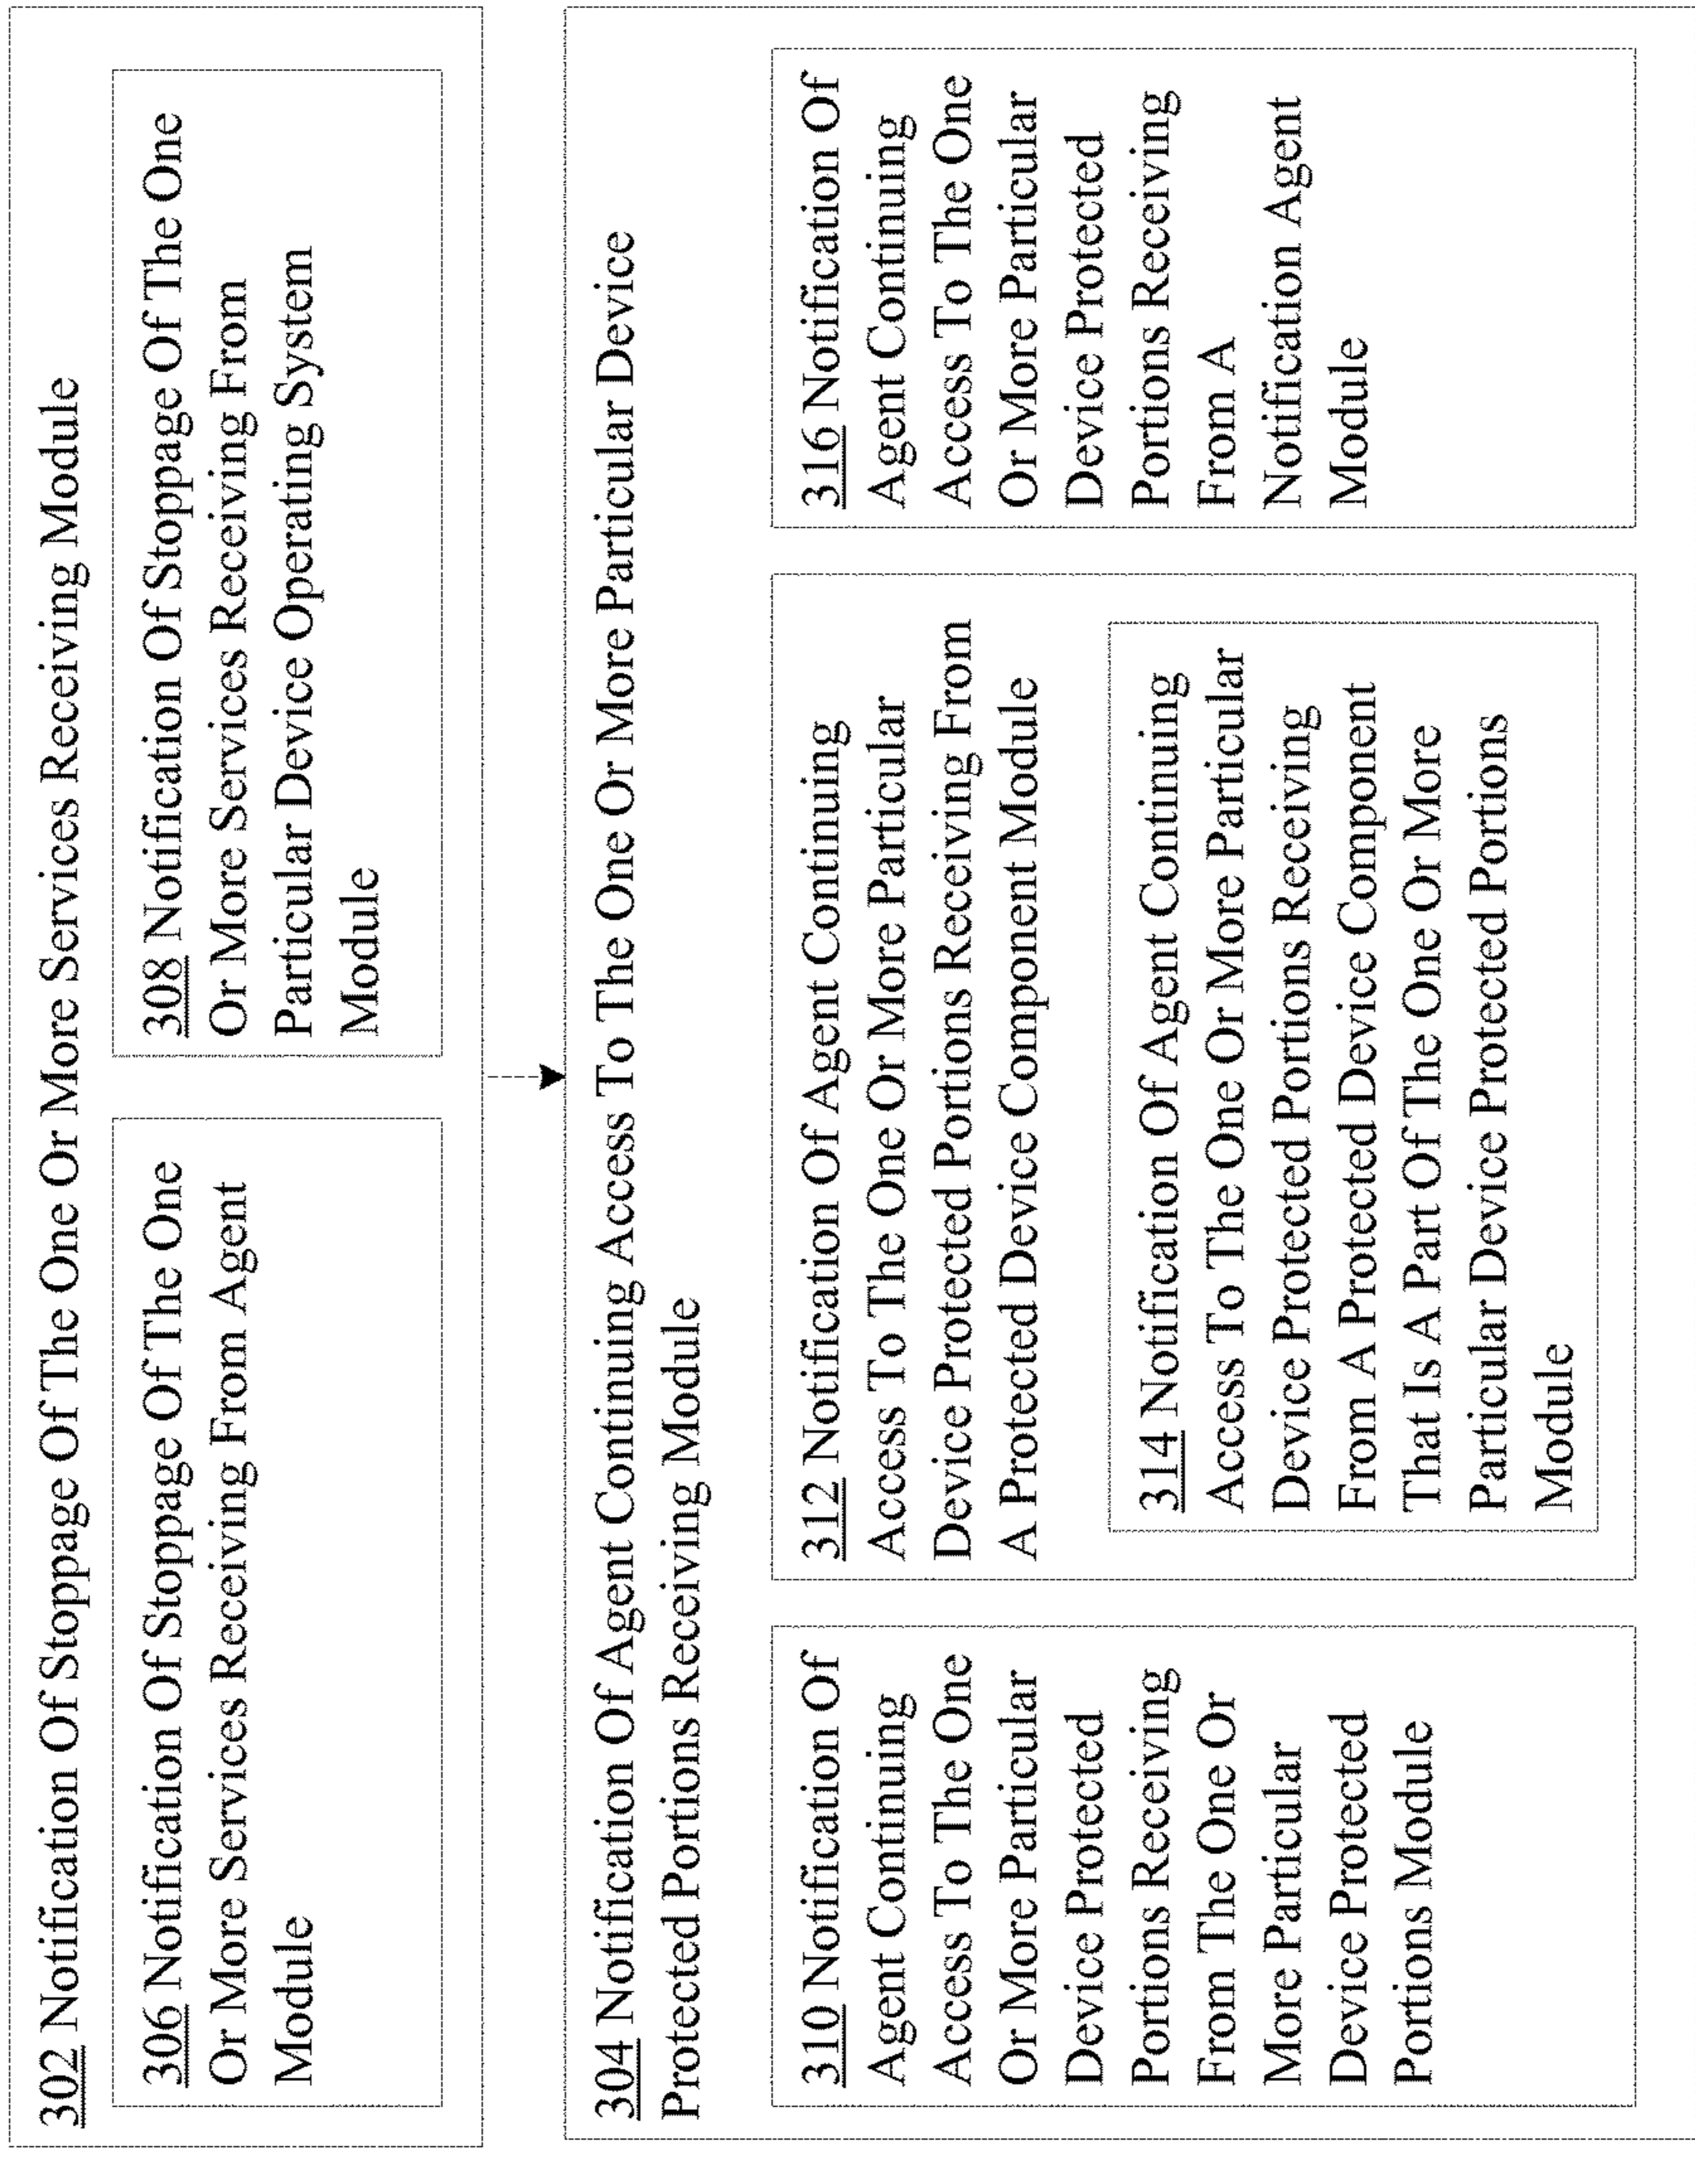 302 Notification Of Stoppage Of The One Or More Services Receiving Module
306 Notification Of Stoppage Of The One
Or More Services Receiving From Agent
Module
308 Notification Of Stoppage Of The One
Or More Services Receiving From
Particular Device Operating System
Module
304 Notification Of Agent Continuing Access To The One Or More Particular Device
Protected Portions Receiving Module
310 Notification Of
Agent Continuing
Access To The One
Or More Particular
Device Protected
Portions Receiving
From The One Or
More Particular
Device Protected
Portions Module
312 Notification Of Agent Continuing
Access To The One Or More Particular
Device Protected Portions Receiving From
A Protected Device Component Module
314 Notification Of Agent Continuing
Access To The One Or More Particular
Device Protected Portions Receiving
From A Protected Device Component
That Is A Part Of The One Or More
Particular Device Protected Portions
Module
316 Notification Of
Agent Continuing
Access To The One
Or More Particular
Device Protected
Portions Receiving
From A
Notification Agent
Module